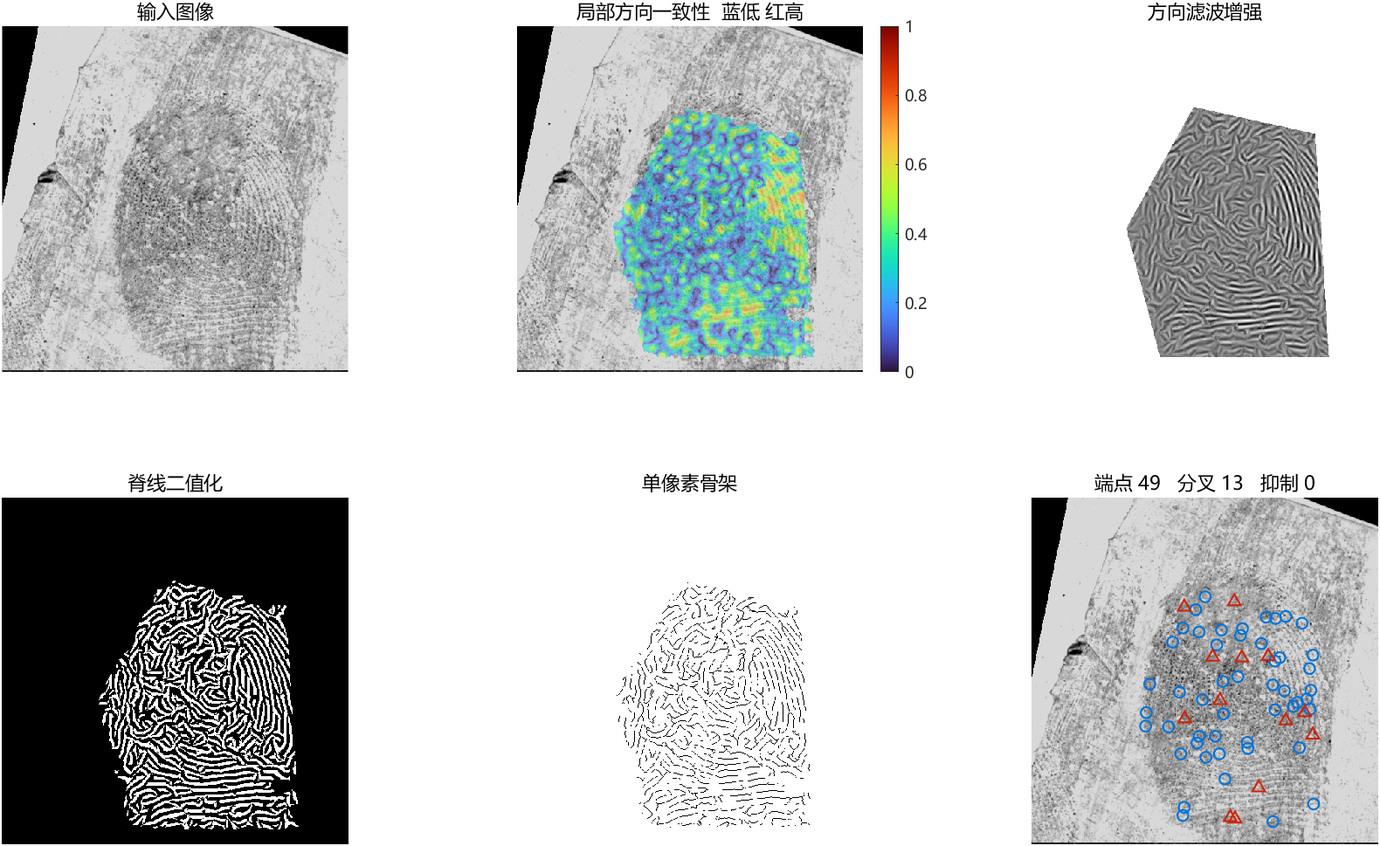 输入图像
局部方向一致性 蓝低 红高
方向滤波增强
1
0.8
0.6
0.4
0.2
0
脊线二值化
单像素骨架
端点 49 分叉 13 抑制 0